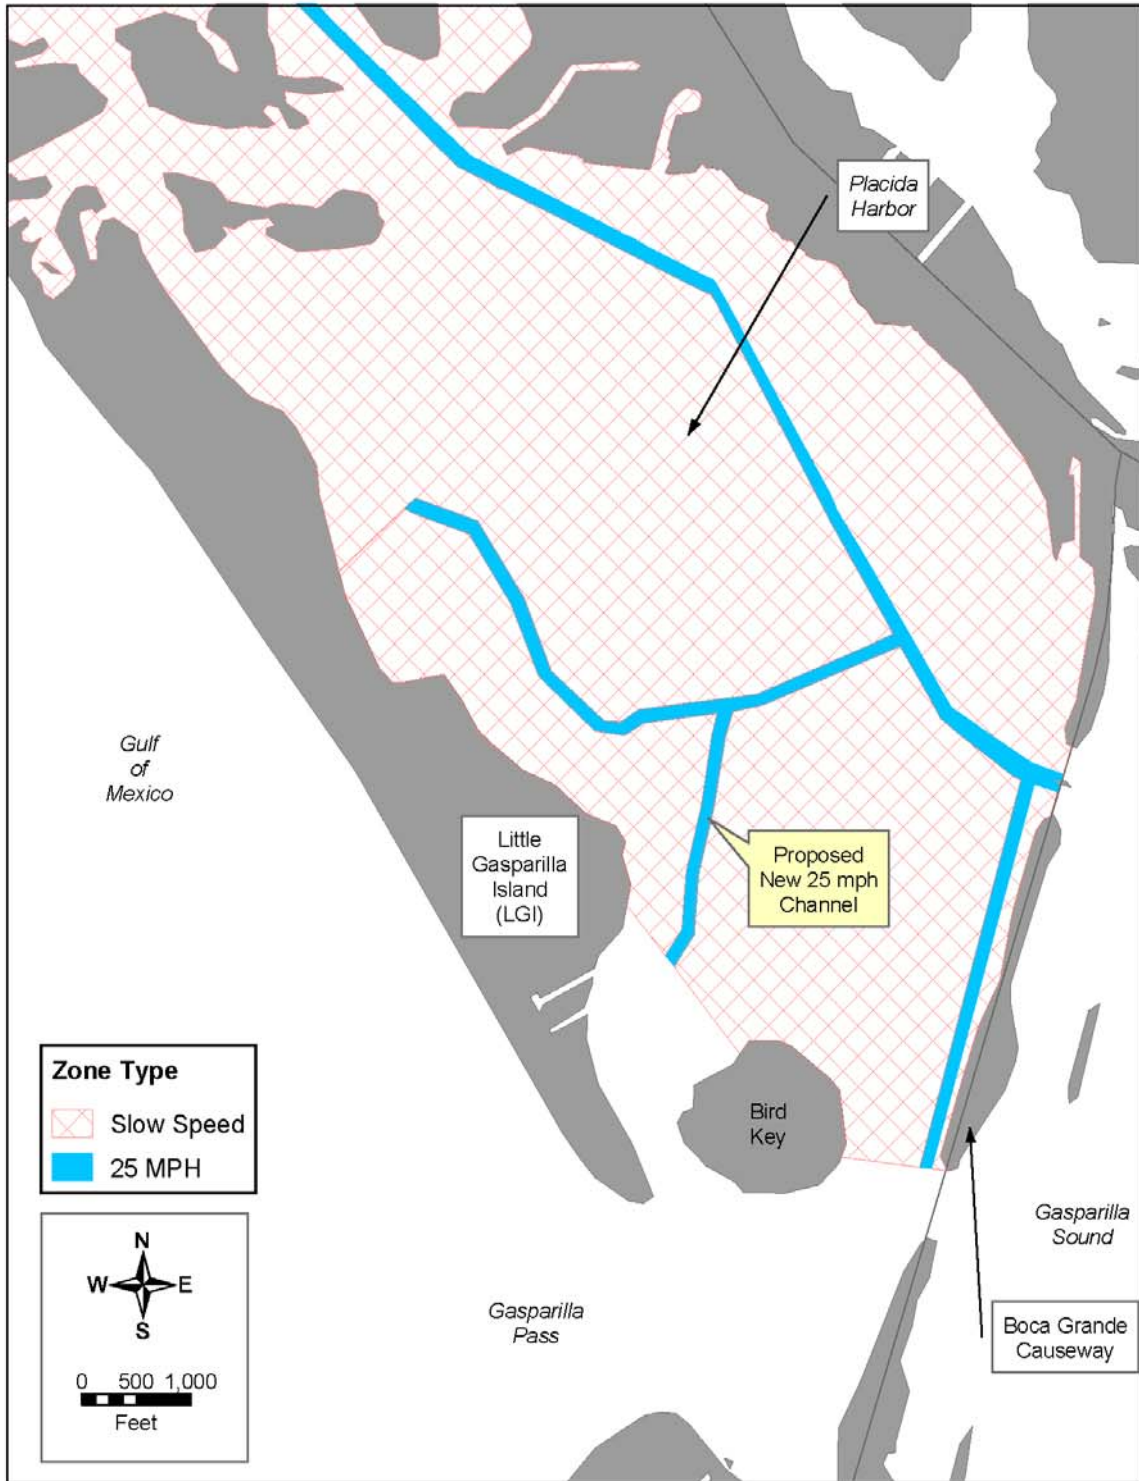 Placida
Harbor
Gulf
of
Mexico
Little
Gasparilla
Island
(LGI)
Proposed
New 25 mph
Channel
Zone Type
Slow Speed
25 MPH
Bird
Key
Gasparilla
Sound
N
W
E
S
0 500 1,000
Feet
Gasparilla
Pass
Boca Grande
Causeway